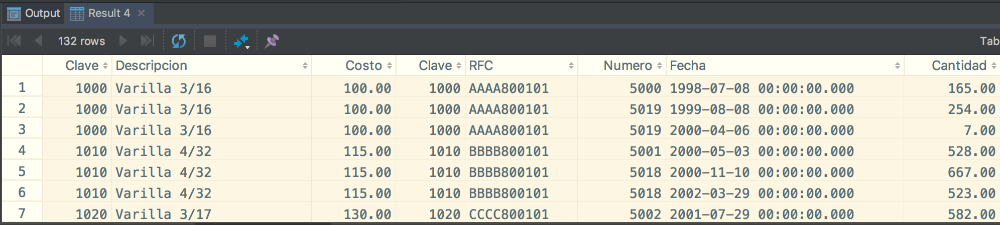 Output Result 4
132 rows Tab
Clave Descripcion Costo Clave RFC Numero Fecha Cantidad
1 1000 Varilla 3/16 100.00 1000 AAAA800101 5000 1998-07-08 00:00:00.000 165.00
2 1000 Varilla 3/16 100.00 1000 AAAA800101 5019 1999-08-08 00:00:00.000 254.00
3 1000 Varilla 3/16 100.00 1000 AAAA800101 5019 2000-04-06 00:00:00.000 7.00
4 1010 Varilla 4/32 115.00 1010 BBBB800101 5001 2000-05-03 00:00:00.000 528.00
5 1010 Varilla 4/32 115.00 1010 BBBB800101 5018 2000-11-10 00:00:00.000 667.00
6 1010 Varilla 4/32 115.00 1010 BBBB800101 5018 2002-03-29 00:00:00.000 523.00
7 1020 Varilla 3/17 130.00 1020 CCCC800101 5002 2001-07-29 00:00:00.000 582.00